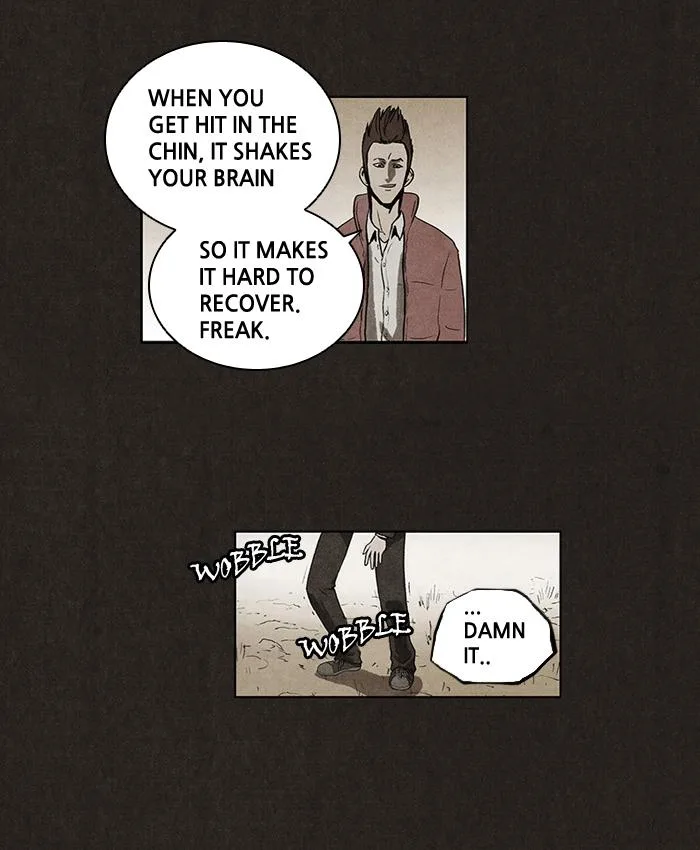 WHEN YOU
GET HIT IN THE
CHIN, IT SHAKES
YOUR BRAIN
SO IT MAKES
IT HARD TO
RECOVER.
FREAK.
WOBBLE
WOBBLE
...
DAMN
IT..